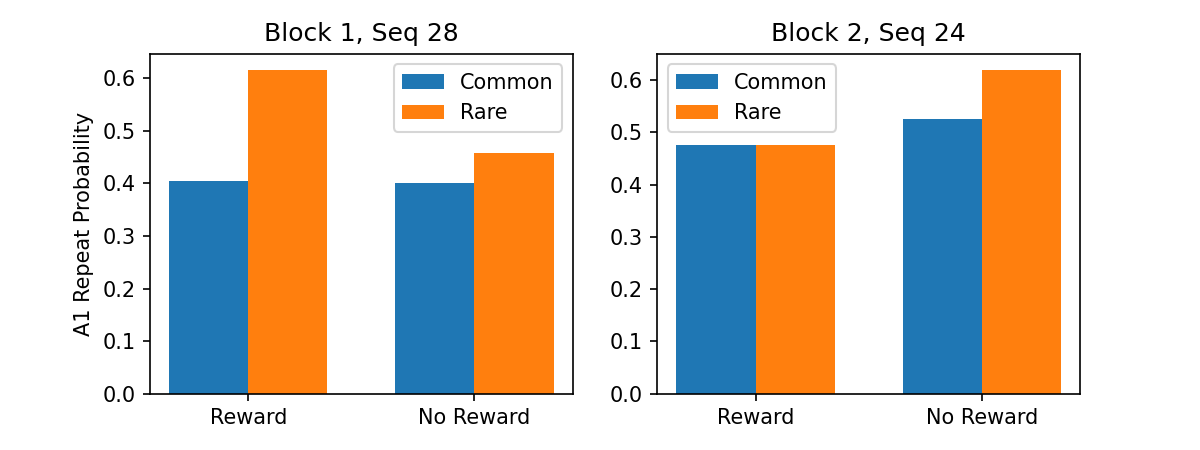 Block 1, Seq 28
A1 Repeat Probability
0.6
0.5
0.4
0.3
0.2
0.1
0.0
Common
Rare
Reward
No Reward
Block 2, Seq 24
0.6
0.5
0.4
0.3
0.2
0.1
0.0
Common
Rare
Reward
No Reward